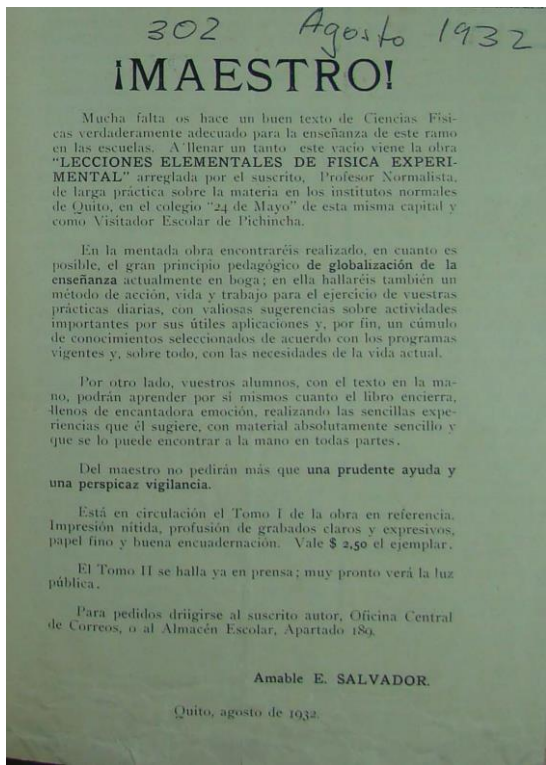 302 Agosto 1932
¡MAESTRO!
Mucha falta os hace un buen texto de Ciencias Físi-
cas verdaderamente adecuado para la enseñanza de este ramo
en las escuelas. A llenar un tanto este vacío viene la obra
"LECCIONES ELEMENTALES DE FISICA EXPERI-
MENTAL" arreglada por el suscrito, Profesor Normalista,
de larga práctica sobre la materia en los institutos normales
de Quito, en el colegio "24 de Mayo" de esta misma capital y
como Visitador Escolar de Pichincha.
En la mentada obra encontraréis realizado, en cuanto es
posible, el gran principio pedagógico de globalización de la
enseñanza actualmente en boga; en ella hallaréis también un
método de acción, vida y trabajo para el ejercicio de vuestras
prácticas diarias, con valiosas sugerencias sobre actividades
importantes por sus útiles aplicaciones y, por fin, un cúmulo
de conocimientos seleccionados de acuerdo con los programas
vigentes y, sobre todo, con las necesidades de la vida actual.
Por otro lado, vuestros alumnos, con el texto en la ma-
no, podrán aprender por si mismos cuanto el libro encierra,
llenos de encantadora emoción, realizando las sencillas expe-
riencias que él sugiere, con material absolutamente sencillo y
que se lo puede encontrar a la mano en todas partes.
Del maestro no pedirán más que una prudente ayuda y
una perspicaz vigilancia.
Está en circulación el Tomo I de la obra en referencia.
Impresión nítida, profusión de grabados claros y expresivos,
papel fino y buena encuadernación. Vale $ 2,50 el ejemplar.
El Tomo II se halla ya en prensa; muy pronto verá la luz
pública.
Para pedidos driigirse al suscrito autor, Oficina Central
de Correos, o al Almacén Escolar, Apartado 189.
Amable E. SALVADOR.
Quito, agosto de 1932.